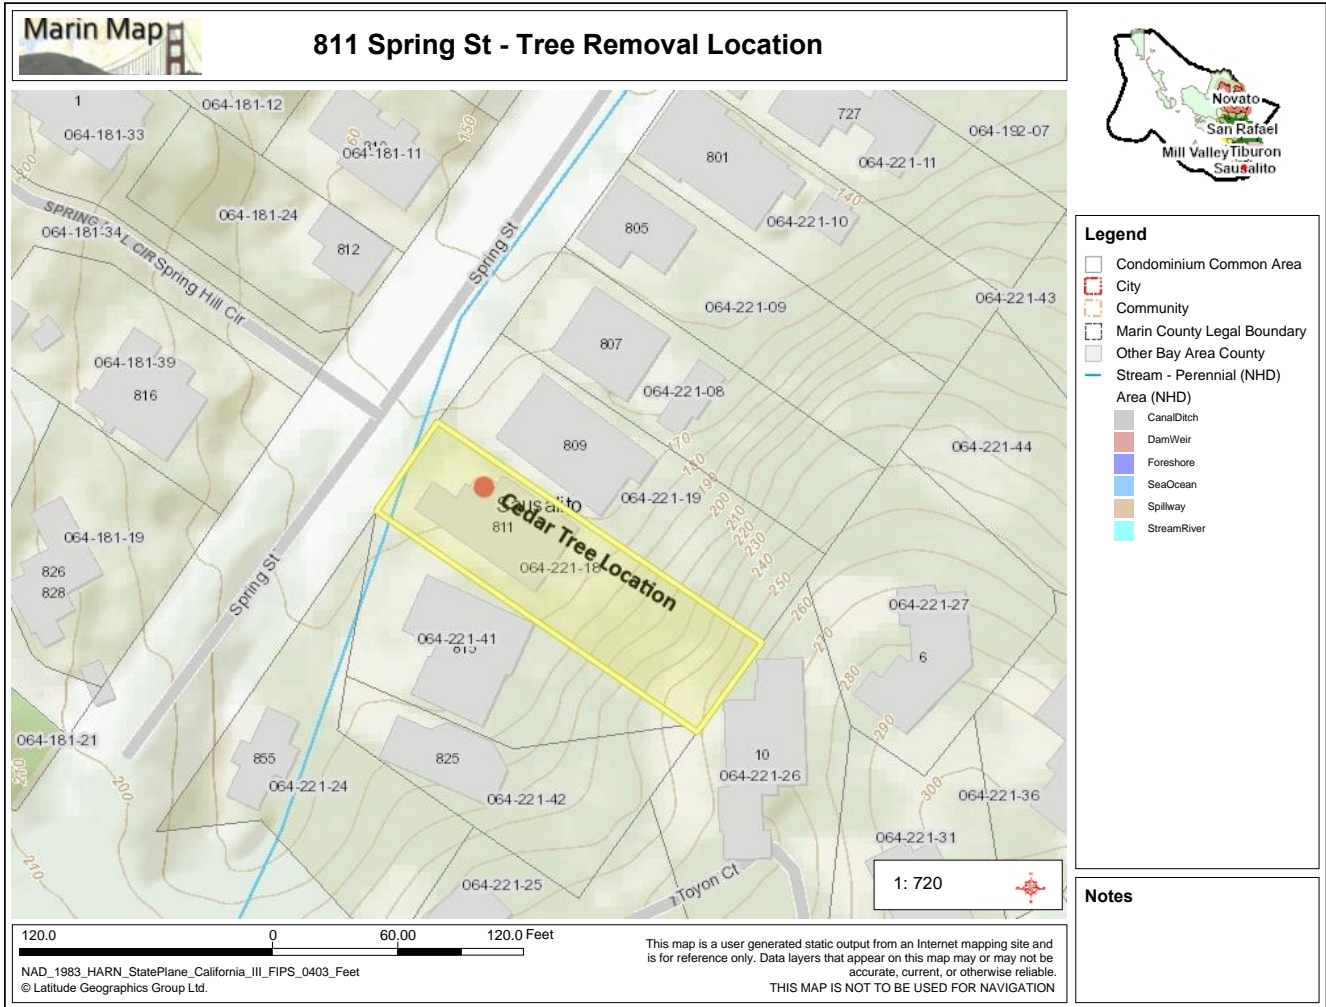 Marin Map
811 Spring St - Tree Removal Location
Novato
San Rafael
Mill Valley Tiburon
Sausalito
1
064-181-33
064-181-12
064-181-11
60
150
200
064-181-34
Spring Hill Cir
064-181-24
812
Spring St
801
727
064-192-07
064-221-11
140
064-221-10
805
064-221-09
064-221-43
807
064-221-08
064-181-39
816
809
170
180
190
200
210
220
230
240
250
260
270
280
290
300
064-221-44
064-221-19
Sausalito
811
064-221-18
Cedar Tree Location
064-181-19
826
828
Spring St
064-221-41
064-221-27
6
064-181-21
210
200
210
855
064-221-24
825
064-221-42
10
064-221-26
064-221-36
064-221-31
064-221-25
Toyon Ct
1: 720
Legend
Condominium Common Area
City
Community
Marin County Legal Boundary
Other Bay Area County
Stream - Perennial (NHD)
Area (NHD)
CanalDitch
DamWeir
Foreshore
SeaOcean
Spillway
StreamRiver
Notes
120.0 0 60.00 120.0 Feet
NAD_1983_HARN_StatePlane_California_III_FIPS_0403_Feet
© Latitude Geographics Group Ltd.
This map is a user generated static output from an Internet mapping site and
is for reference only. Data layers that appear on this map may or may not be
accurate, current, or otherwise reliable.
THIS MAP IS NOT TO BE USED FOR NAVIGATION